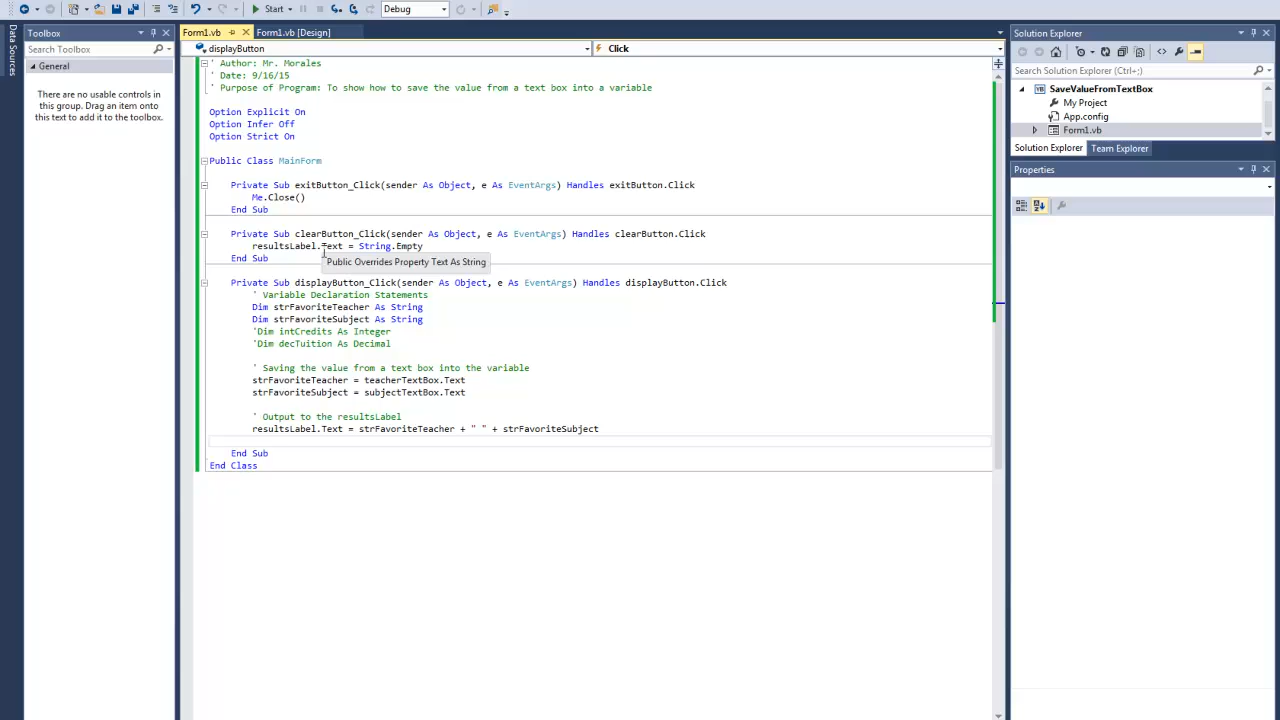 Start
Debug
Data Sources
Toolbox
Search Toolbox
General
There are no usable controls in
this group. Drag an item onto
this text to add it to the toolbox.
Form1.vb
Form1.vb [Design]
displayButton
Click
' Author: Mr. Morales
' Date: 9/16/15
' Purpose of Program: To show how to save the value from a text box into a variable
Option Explicit On
Option Infer Off
Option Strict On
Public Class MainForm
Private Sub exitButton_Click(sender As Object, e As EventArgs) Handles exitButton.Click
Me.Close()
End Sub
Private Sub clearButton_Click(sender As Object, e As EventArgs) Handles clearButton.Click
resultsLabel.Text = String.Empty
End Sub
Public Overrides Property Text As String
Private Sub displayButton_Click(sender As Object, e As EventArgs) Handles displayButton.Click
' Variable Declaration Statements
Dim strFavoriteTeacher As String
Dim strFavoriteSubject As String
'Dim intCredits As Integer
'Dim decTuition As Decimal
' Saving the value from a text box into the variable
strFavoriteTeacher = teacherTextBox.Text
strFavoriteSubject = subjectTextBox.Text
' Output to the resultsLabel
resultsLabel.Text = strFavoriteTeacher + " " + strFavoriteSubject
End Sub
End Class
Solution Explorer
Search Solution Explorer (Ctrl+;)
SaveValueFromTextBox
My Project
App.config
Form1.vb
Solution Explorer
Team Explorer
Properties